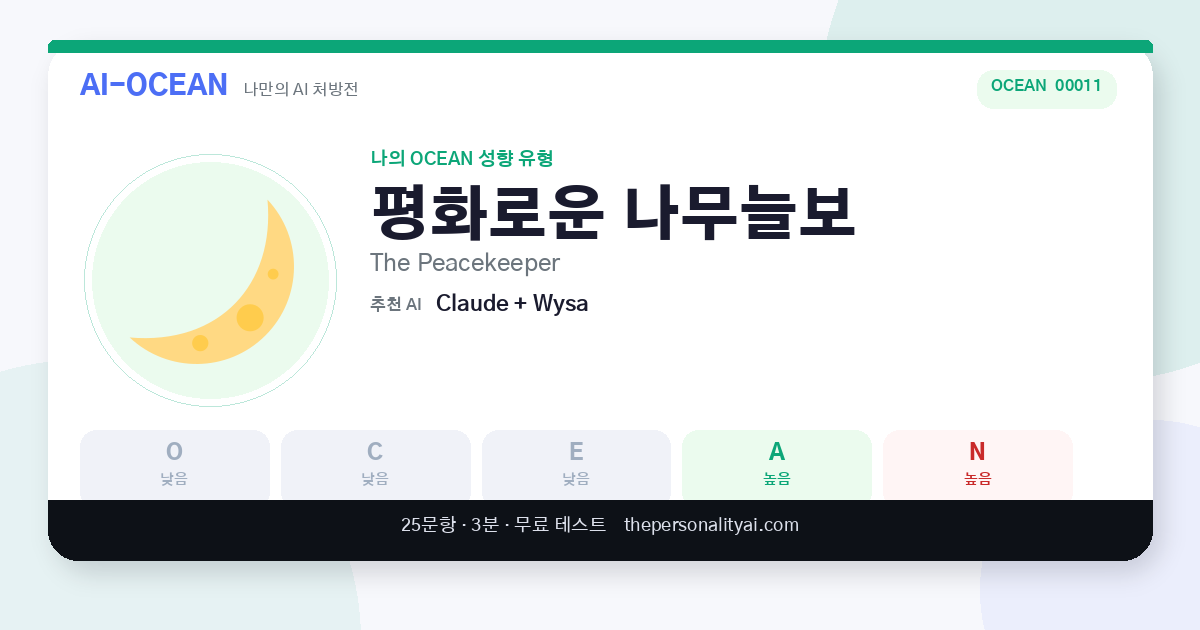 AI-OCEAN 나만의 AI 처방전
OCEAN 00011
나의 OCEAN 성향 유형
평화로운 나무늘보
The Peacekeeper
추천 AI Claude + Wysa
O
낮음
C
낮음
E
낮음
A
높음
N
높음
25문항 · 3분 · 무료 테스트 thepersonalityai.com